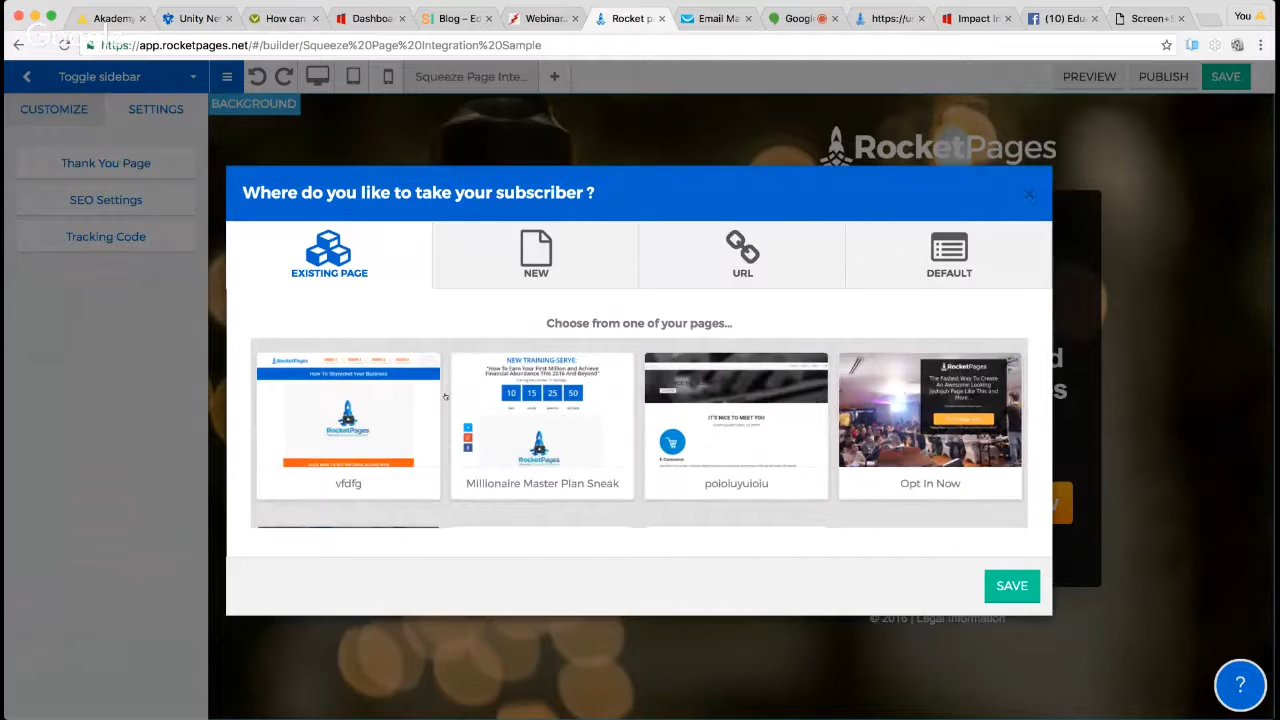 Akadem
Unity Ne
How can
Dashbo
Blog – Ec
Webinar
Rocket p
Email Ma
Google
https://
Impact In
(10) Edu
Screen+S
You
https://app.rocketpages.net/#/builder/Squeeze%20Page%20Integration%20Sample
Toggle sidebar
Squeeze Page Inte...
PREVIEW
PUBLISH
SAVE
CUSTOMIZE
SETTINGS
BACKGROUND
Thank You Page
SEO Settings
Tracking Code
RocketPages
Where do you like to take your subscriber ?
EXISTING PAGE
NEW
URL
DEFAULT
Choose from one of your pages...
RocketPages
How To Skyrocket Your Business
RocketPages
vfdfg
NEW TRAINING-SERYE:
"How To Earn Your First Million and Achieve
Financial Abundance This 2016 And Beyond"
10 15 25 50
RocketPages
Millionaire Master Plan Sneak
IT'S NICE TO MEET YOU
E-Commerce
poioiuyuioiu
RocketPages
The Fastest Way To Create
An Awesome Looking
Page Like This and
More...
Opt In Now
SAVE
© 2016 | Legal Information
?